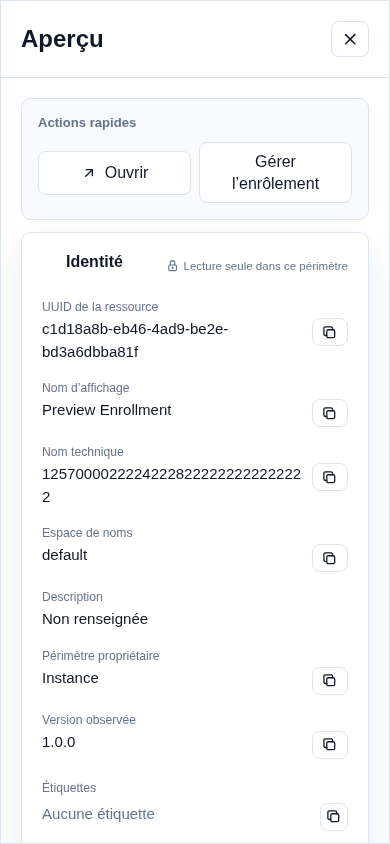 Aperçu
Actions rapides
Ouvrir
Gérer
l’enrôlement
Identité
Lecture seule dans ce périmètre
UUID de la ressource
c1d18a8b-eb46-4ad9-be2e-
bd3a6dbba81f
Nom d’affichage
Preview Enrollment
Nom technique
1257000022224222822222222222222
2
Espace de noms
default
Description
Non renseignée
Périmètre propriétaire
Instance
Version observée
1.0.0
Étiquettes
Aucune étiquette